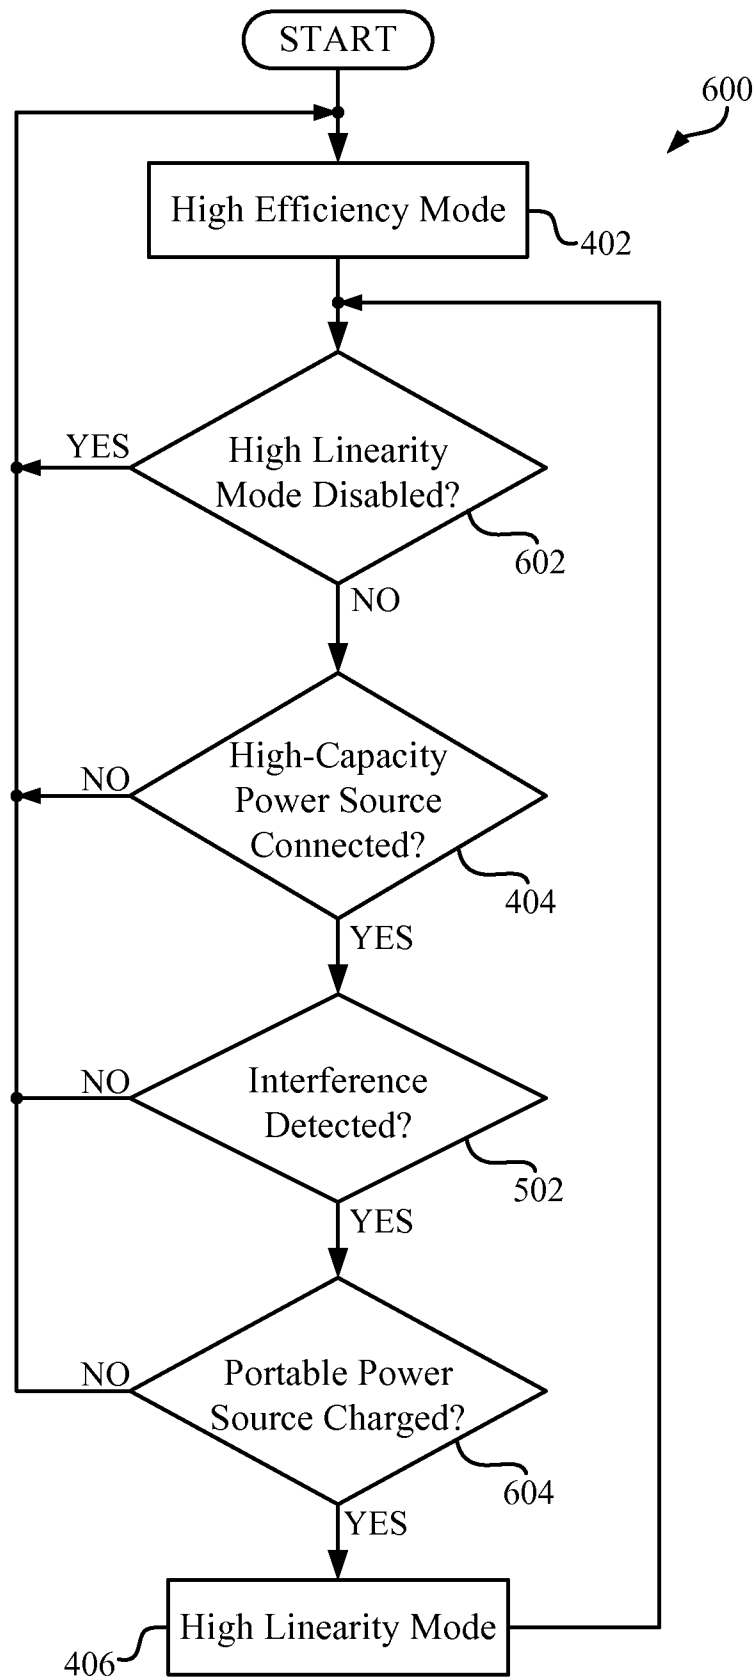 START
600
High Efficiency Mode
402
YES
High Linearity
Mode Disabled?
602
NO
High-Capacity
Power Source
Connected?
NO
404
YES
Interference
Detected?
NO
502
YES
Portable Power
Source Charged?
NO
604
YES
High Linearity Mode
406